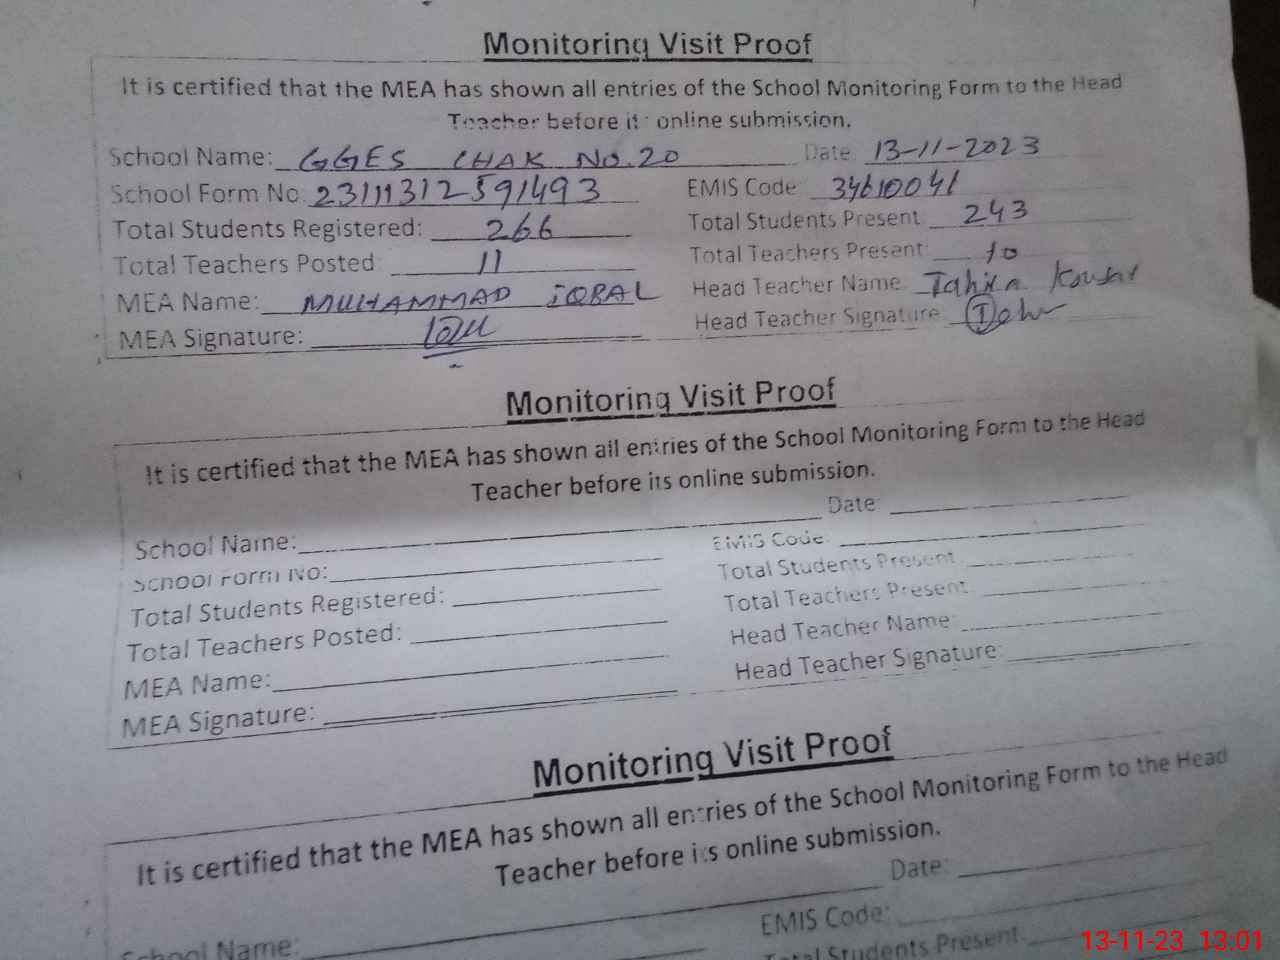 Monitoring Visit Proof
It is certified that the MEA has shown all entries of the School Monitoring Form to the Head
Teacher before its online submission.
School Name: GGES CHAK NO.20 Date 13-11-2023
School Form No. 23111312591493 EMIS Code 34610041
Total Students Registered: 266 Total Students Present 243
Total Teachers Posted 11 Total Teachers Present: 10
MEA Name: MUHAMMAD IQBAL Head Teacher Name Tahira Kousar
MEA Signature: Head Teacher Signature
Monitoring Visit Proof
It is certified that the MEA has shown all entries of the School Monitoring Form to the Head
Teacher before its online submission.
School Name: Date:
School Form No: EMIS Code:
Total Students Registered: Total Students Present
Total Teachers Posted: Total Teachers Present
MEA Name: Head Teacher Name
MEA Signature: Head Teacher Signature:
Monitoring Visit Proof
It is certified that the MEA has shown all entries of the School Monitoring Form to the Head
Teacher before its online submission.
School Name: Date:
EMIS Code:
Total Students Present
13-11-23 13:01